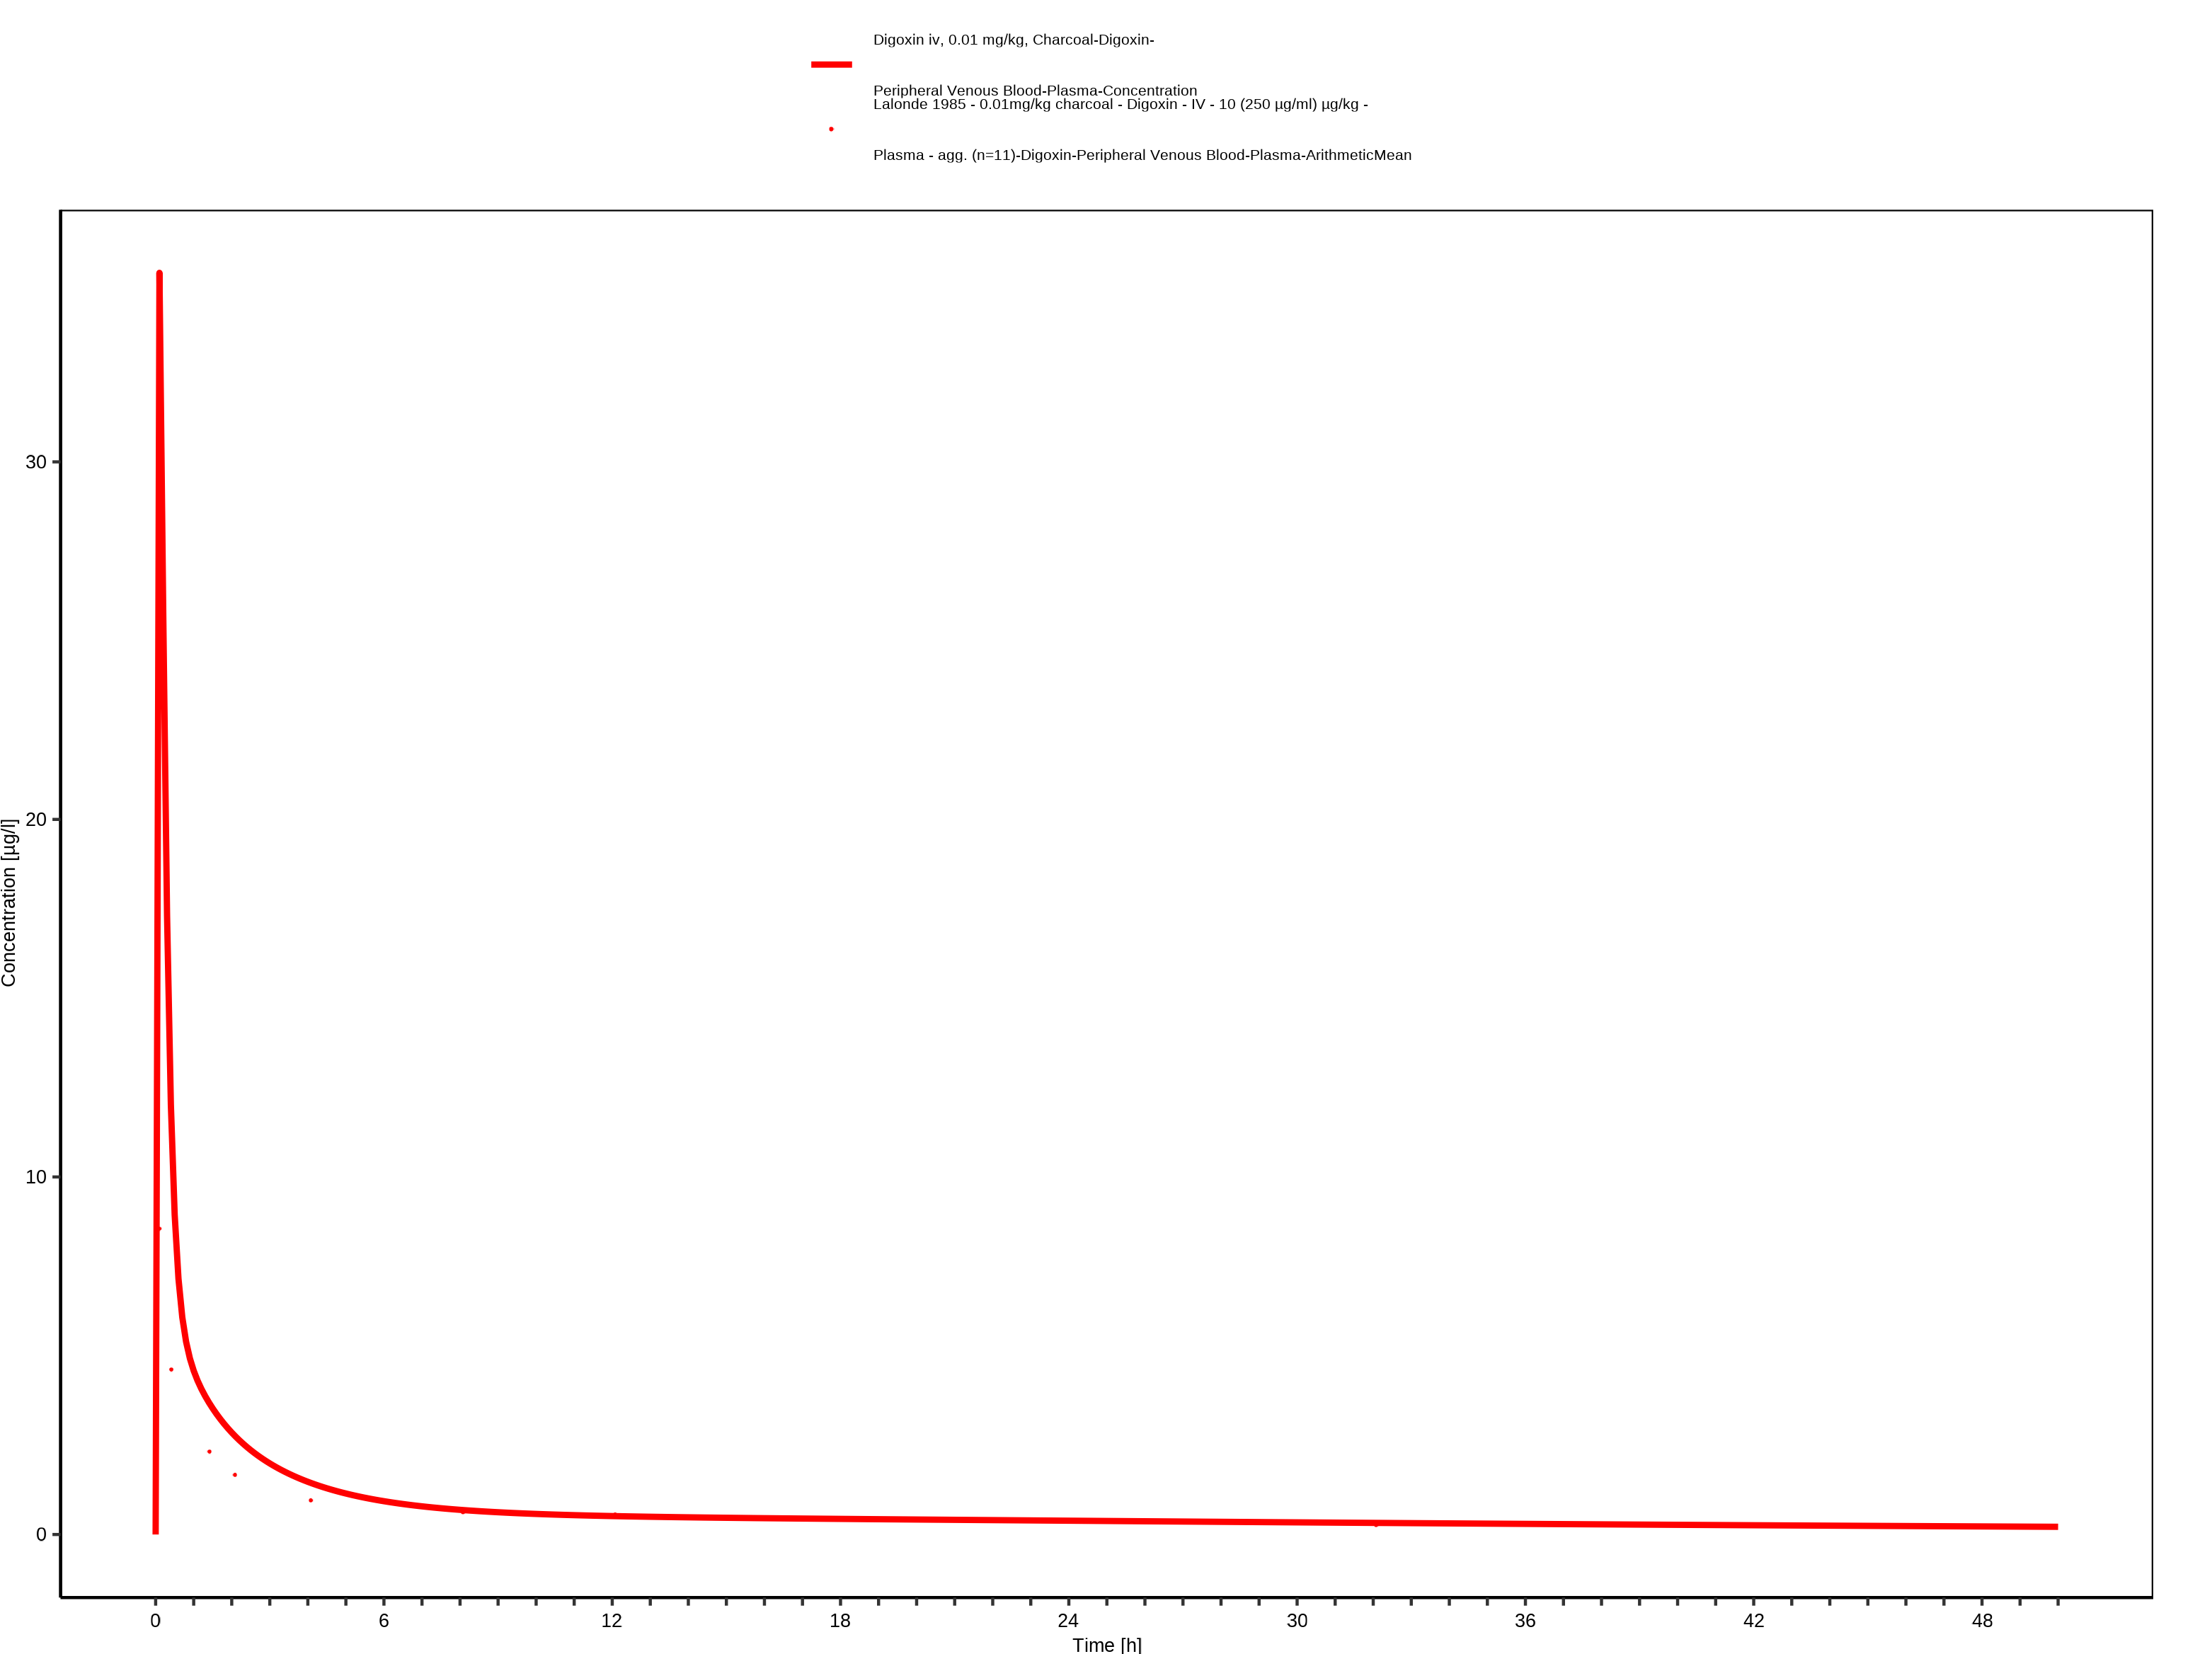 Digoxin iv, 0.01 mg/kg, Charcoal-Digoxin-
Peripheral Venous Blood-Plasma-Concentration
Lalonde 1985 - 0.01mg/kg charcoal - Digoxin - IV - 10 (250 µg/ml) µg/kg -
Plasma - agg. (n=11)-Digoxin-Peripheral Venous Blood-Plasma-ArithmeticMean
30
20
10
0
Concentration [µg/l]
0 6 12 18 24 30 36 42 48
Time [h]